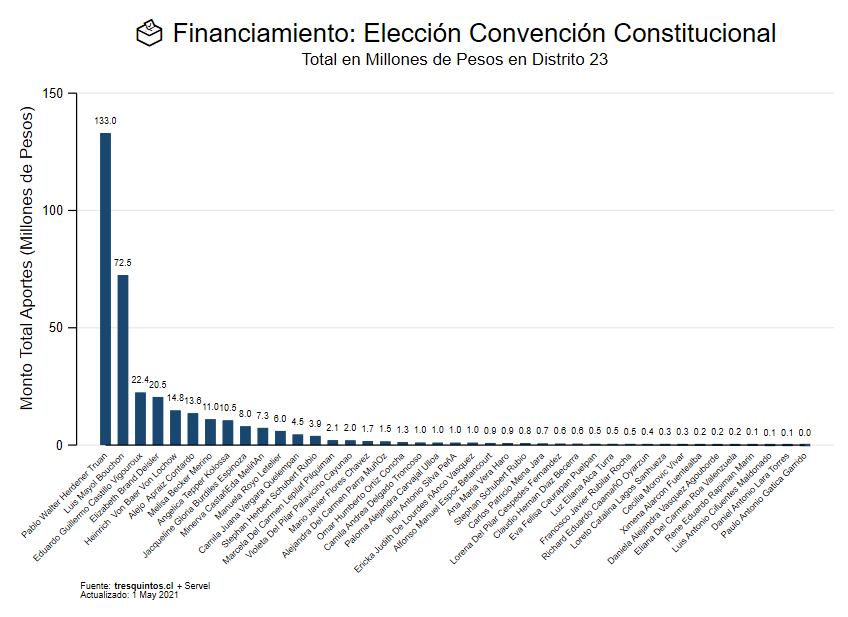 Financiamiento: Elección Convención Constitucional
Total en Millones de Pesos en Distrito 23
Monto Total Aportes (Millones de Pesos)
150
100
50
0
133.0
72.5
22.4
20.5
14.8
13.6
11.0
10.5
8.0
7.3
6.0
4.5
3.9
2.1
2.0
1.7
1.5
1.3
1.0
1.0
1.0
1.0
0.9
0.9
0.8
0.7
0.6
0.6
0.5
0.5
0.5
0.4
0.3
0.3
0.2
0.2
0.2
0.1
0.1
0.1
0.0
Pablo Walter Herdener Truan
Luis Mayol Bouchon
Eduardo Guillermo Castillo Vigouroux
Elizabeth Brand Deisler
Heinrich Von Baer Von Lochow
Alejo Apraiz Contardo
Melisa Becker Merino
Angelica Tepper Kolossa
Jacqueline Gloria Burdiles Espinoza
Minerva CastañEda MeliñAn
Manuela Royo Letelier
Camila Juana Vergara Quelempan
Stephan Herbert Schubert Rubio
Marcela Del Carmen Lepilaf Pilquiman
Violeta Del Pilar Palavicino Cayunao
Mario Javier Flores Chavez
Alejandra Del Carmen Parra MuñOz
Omar Humberto Ortiz Concha
Camila Andrea Delgado Troncoso
Paloma Alejandra Carvajal Ulloa
Ilich Antonio Silva PeñA
Ericka Judith De Lourdes ñAnco Vasquez
Alfonso Manuel Espoz Betancourt
Ana Maria Vera Haro
Stephan Schubert Rubio
Carlos Patricio Mena Jara
Lorena Del Pilar Cespedes Fernandez
Claudio Hernan Diaz Becerra
Eva Felisa Caurapan Puelpan
Luz Eliana Alca Turra
Francisco Javier Rubilar Rocha
Richard Eduardo CaamañO Oyarzun
Loreto Catalina Lagos Sanhueza
Cecilia Morovic Vivar
Ximena Alarcon Fuentealba
Daniela Alejandra Vasquez Agouborde
Eliana Del Carmen Roa Valenzuela
Rene Eduardo Rapiman Marin
Luis Antonio Cifuentes Maldonado
Daniel Antonio Lara Torres
Paulo Antonio Gatica Garrido
Fuente: tresquintos.cl + Servel
Actualizado: 1 May 2021